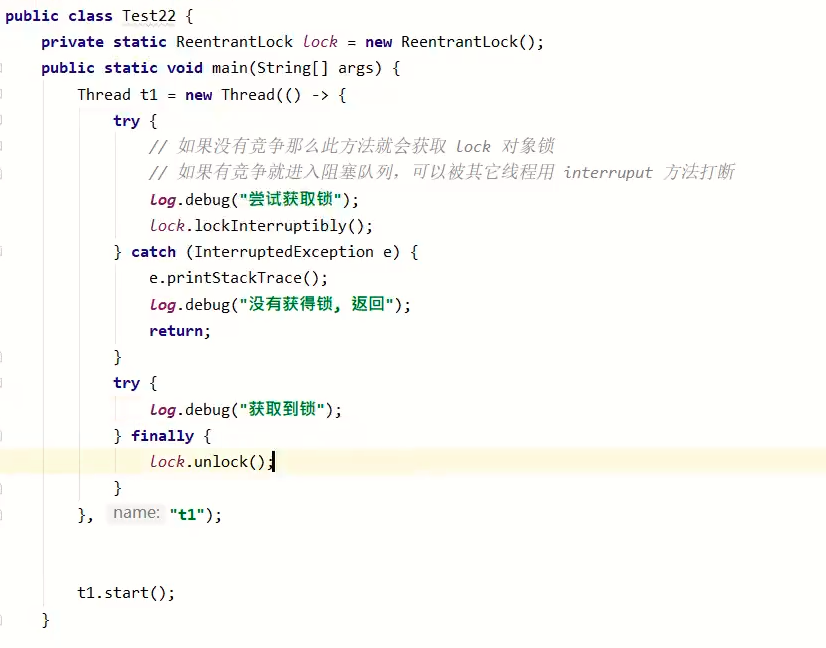 public class Test22 {
private static ReentrantLock lock = new ReentrantLock();
public static void main(String[] args) {
Thread t1 = new Thread(() -> {
try {
// 如果没有竞争那么此方法就会获取 lock 对象锁
// 如果有竞争就进入阻塞队列，可以被其它线程用 interruput 方法打断
log.debug("尝试获取锁");
lock.lockInterruptibly();
} catch (InterruptedException e) {
e.printStackTrace();
log.debug("没有获得锁, 返回");
return;
}
try {
log.debug("获取到锁");
} finally {
lock.unlock();
}
}, name: "t1");
t1.start();
}